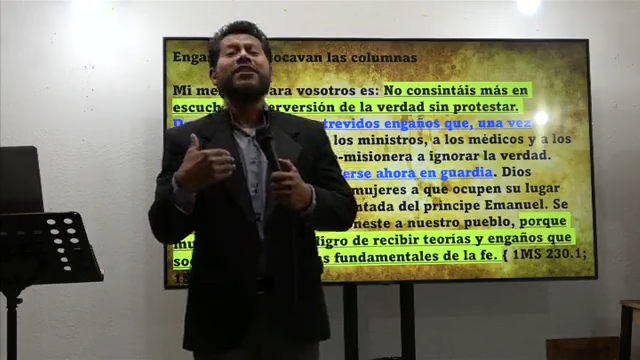 Enga ocavan las columnas
Mi me ara vosotros es: No consintáis más en
escuch erversión de la verdad sin protestar.
trevidos engaños que, una vez
los ministros, a los médicos y a los
-misionera a ignorar la verdad.
erse ahora en guardia. Dios
mujeres a que ocupen su lugar
ntada del príncipe Emanuel. Se
neste a nuestro pueblo, porque
ligro de recibir teorías y engaños que
soc s fundamentales de la fe. { 1MS 230.1;